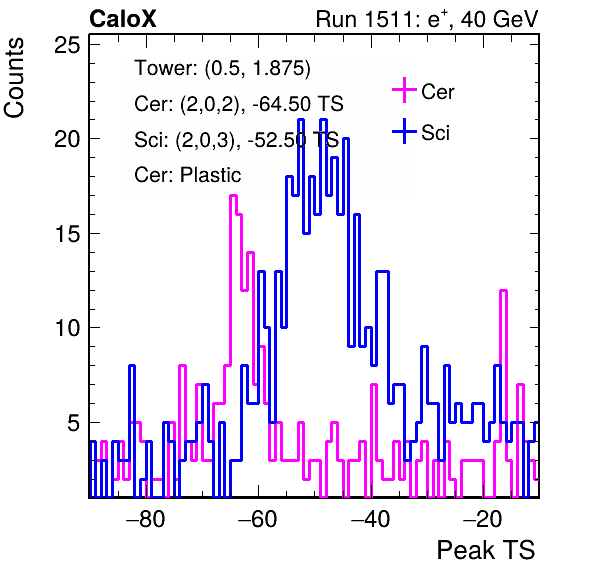 CaloX Run 1511: e⁺, 40 GeV
Counts
25
20
15
10
5
Tower: (0.5, 1.875)
Cer: (2,0,2), -64.50 TS
Sci: (2,0,3), -52.50 TS
Cer: Plastic
Cer
Sci
−80 −60 −40 −20
Peak TS